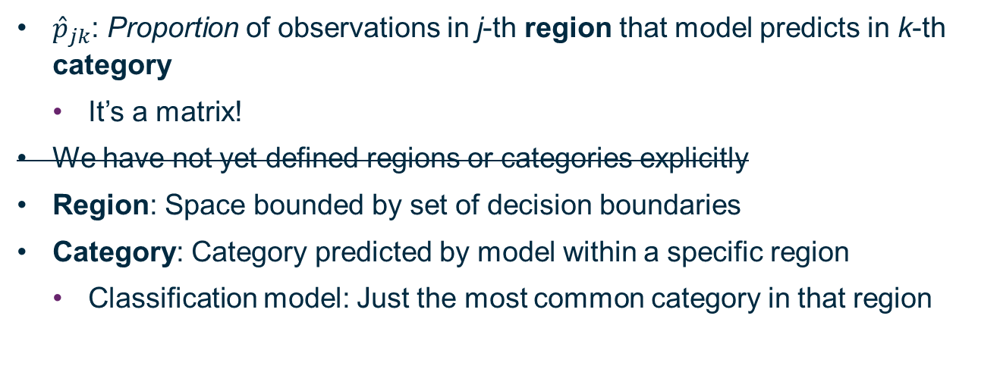 • p̂jk: Proportion of observations in j-th region that model predicts in k-th
category
• It’s a matrix!
• We have not yet defined regions or categories explicitly
• Region: Space bounded by set of decision boundaries
• Category: Category predicted by model within a specific region
• Classification model: Just the most common category in that region